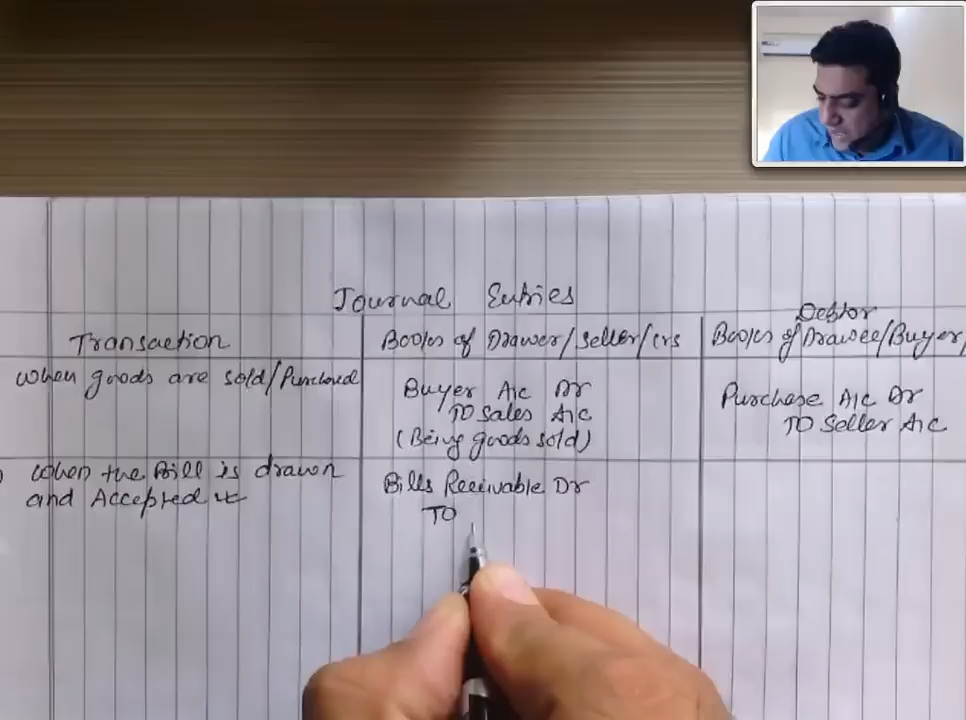 Journal Entries
Transaction
Books of Drawer/Seller/Crs
Debtor
Books of Drawee/Buyer/
When goods are sold/Purchased
Buyer A/c Dr
TO Sales A/c
(Being goods sold)
Purchase A/c Dr
TO Seller A/c
When the Bill is drawn
and Accepted
Bills Receivable Dr
TO